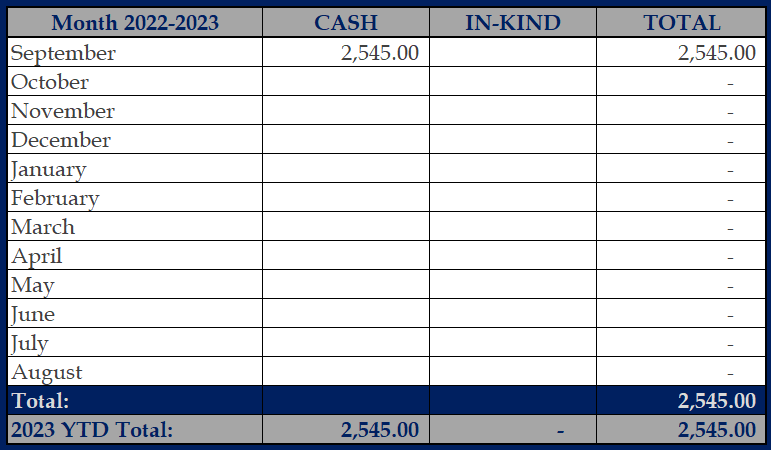 Month 2022-2023 CASH IN-KIND TOTAL
September 2,545.00 2,545.00
October -
November -
December -
January -
February -
March -
April -
May -
June -
July -
August -
Total: 2,545.00
2023 YTD Total: 2,545.00 - 2,545.00